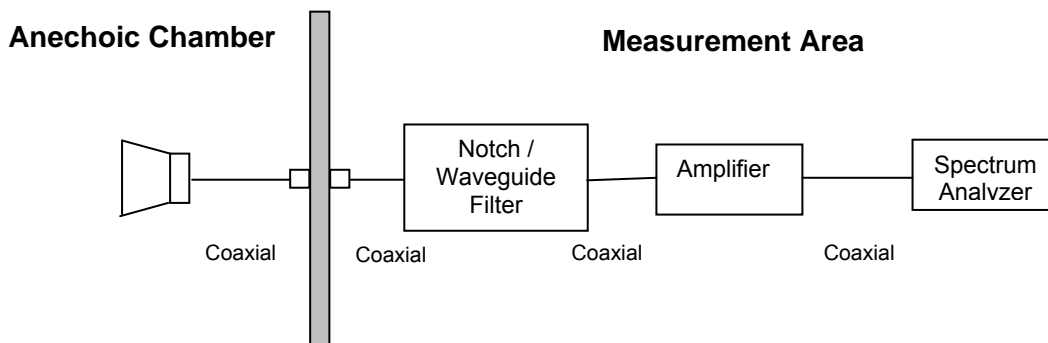 Anechoic Chamber
Measurement Area
Notch /
Waveguide
Filter
Amplifier
Spectrum
Analvzer
Coaxial
Coaxial
Coaxial
Coaxial